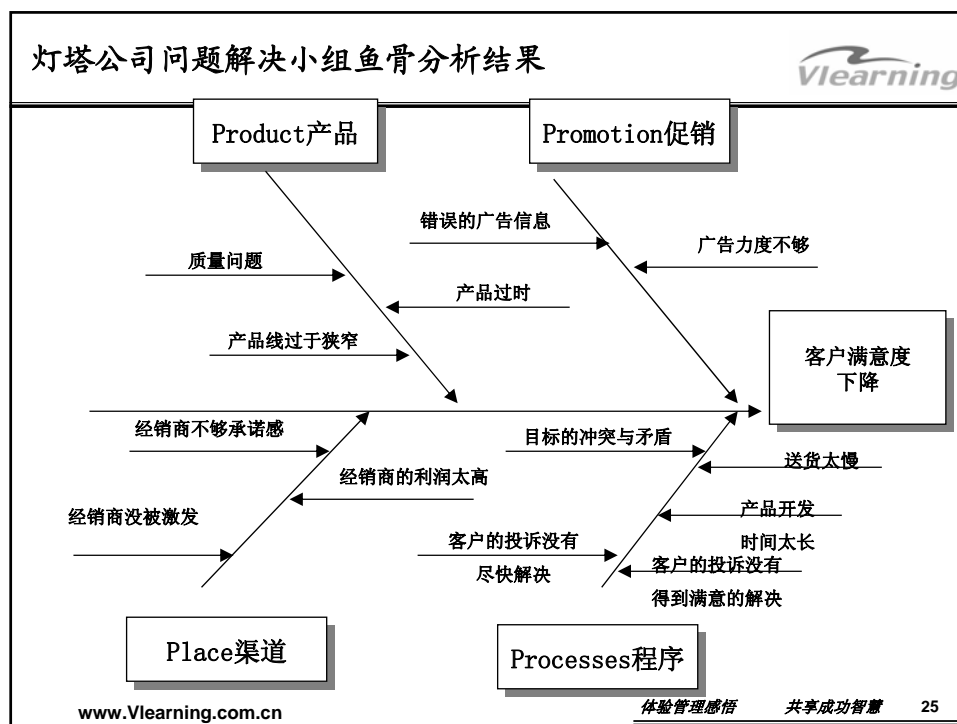 灯塔公司问题解决小组鱼骨分析结果
Vlearning
Product产品
Promotion促销
错误的广告信息
广告力度不够
质量问题
产品过时
产品线过于狭窄
客户满意度
下降
经销商不够承诺感
目标的冲突与矛盾
送货太慢
经销商的利润太高
经销商没被激发
产品开发
时间太长
客户的投诉没有
尽快解决
客户的投诉没有
得到满意的解决
Place渠道
Processes程序
www.Vlearning.com.cn
体验管理感悟 共享成功智慧 25